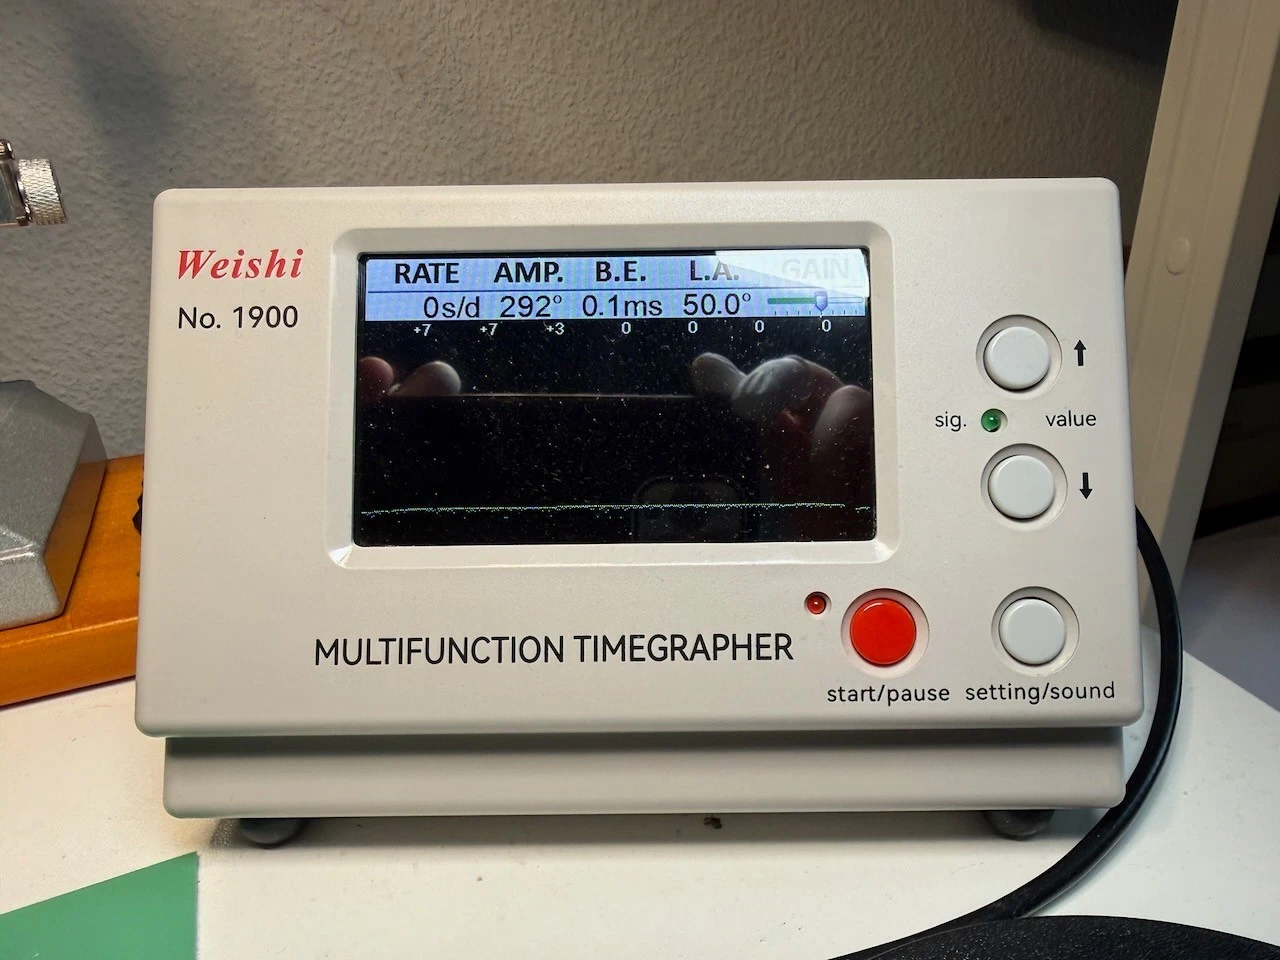 Weishi
No. 1900
RATE AMP. B.E. L.A. GAIN
0s/d 292° 0.1ms 50.0°
+7 +7 +3 0 0 0 0
↑
sig. value
↓
MULTIFUNCTION TIMEGRAPHER
start/pause setting/sound